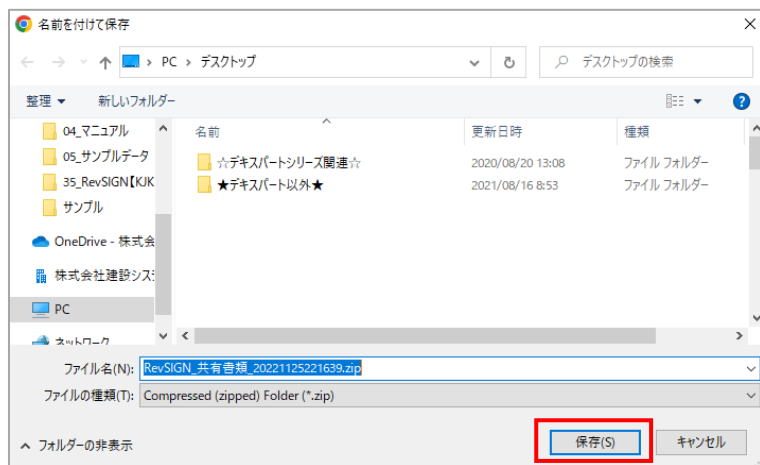 名前を付けて保存
PC › デスクトップ
デスクトップの検索
整理
新しいフォルダー
04_マニュアル
05_サンプルデータ
35_RevSIGN【KJK
サンプル
OneDrive - 株式会
株式会社建設シス
PC
ネットワーク
名前 更新日時 種類
☆デキスパートシリーズ関連☆ 2020/08/20 13:08 ファイル フォルダー
★デキスパート以外★ 2021/08/16 8:53 ファイル フォルダー
ファイル名(N): RevSIGN_共有書類_20221125221639.zip
ファイルの種類(T): Compressed (zipped) Folder (*.zip)
フォルダーの非表示
保存(S)
キャンセル